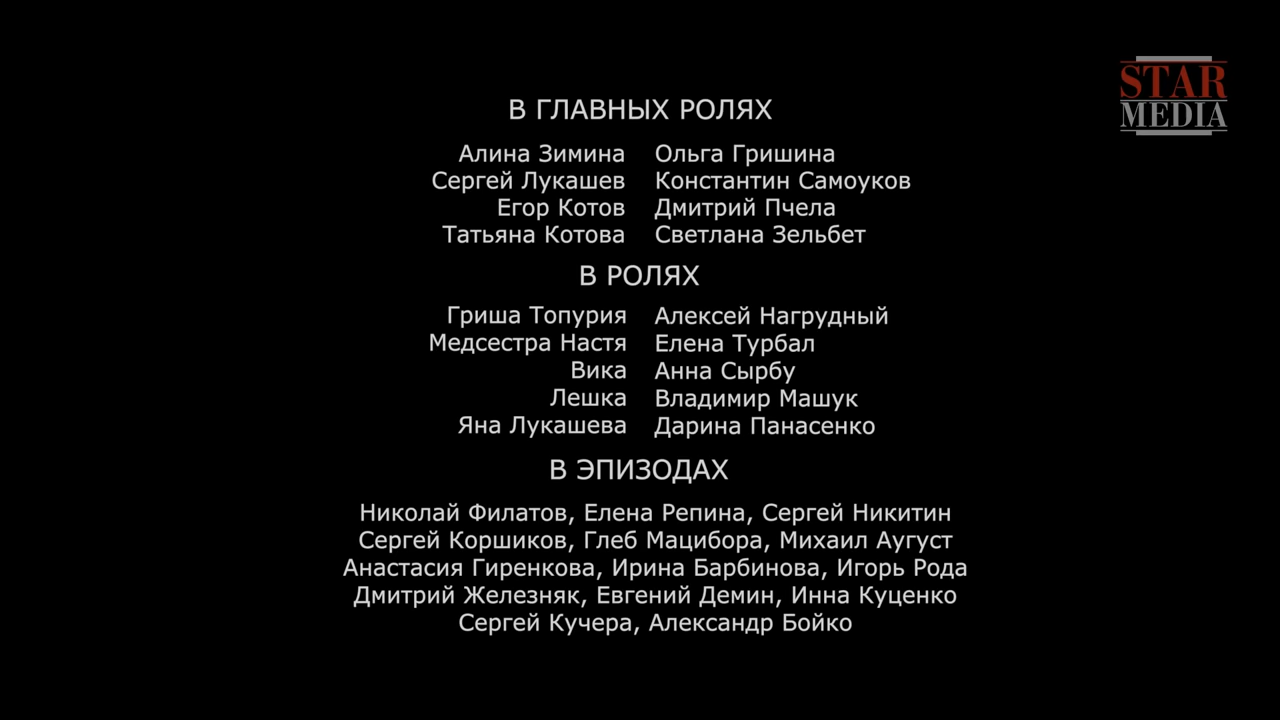 STAR
MEDIA
В ГЛАВНЫХ РОЛЯХ
Алина Зимина Ольга Гришина
Сергей Лукашев Константин Самоуков
Егор Котов Дмитрий Пчела
Татьяна Котова Светлана Зельбет
В РОЛЯХ
Гриша Топурия Алексей Нагрудный
Медсестра Настя Елена Турбал
Вика Анна Сырбу
Лешка Владимир Машук
Яна Лукашева Дарина Панасенко
В ЭПИЗОДАХ
Николай Филатов, Елена Репина, Сергей Никитин
Сергей Коршиков, Глеб Мацибора, Михаил Аугуст
Анастасия Гиренкова, Ирина Барбинова, Игорь Рода
Дмитрий Железняк, Евгений Демин, Инна Куценко
Сергей Кучера, Александр Бойко